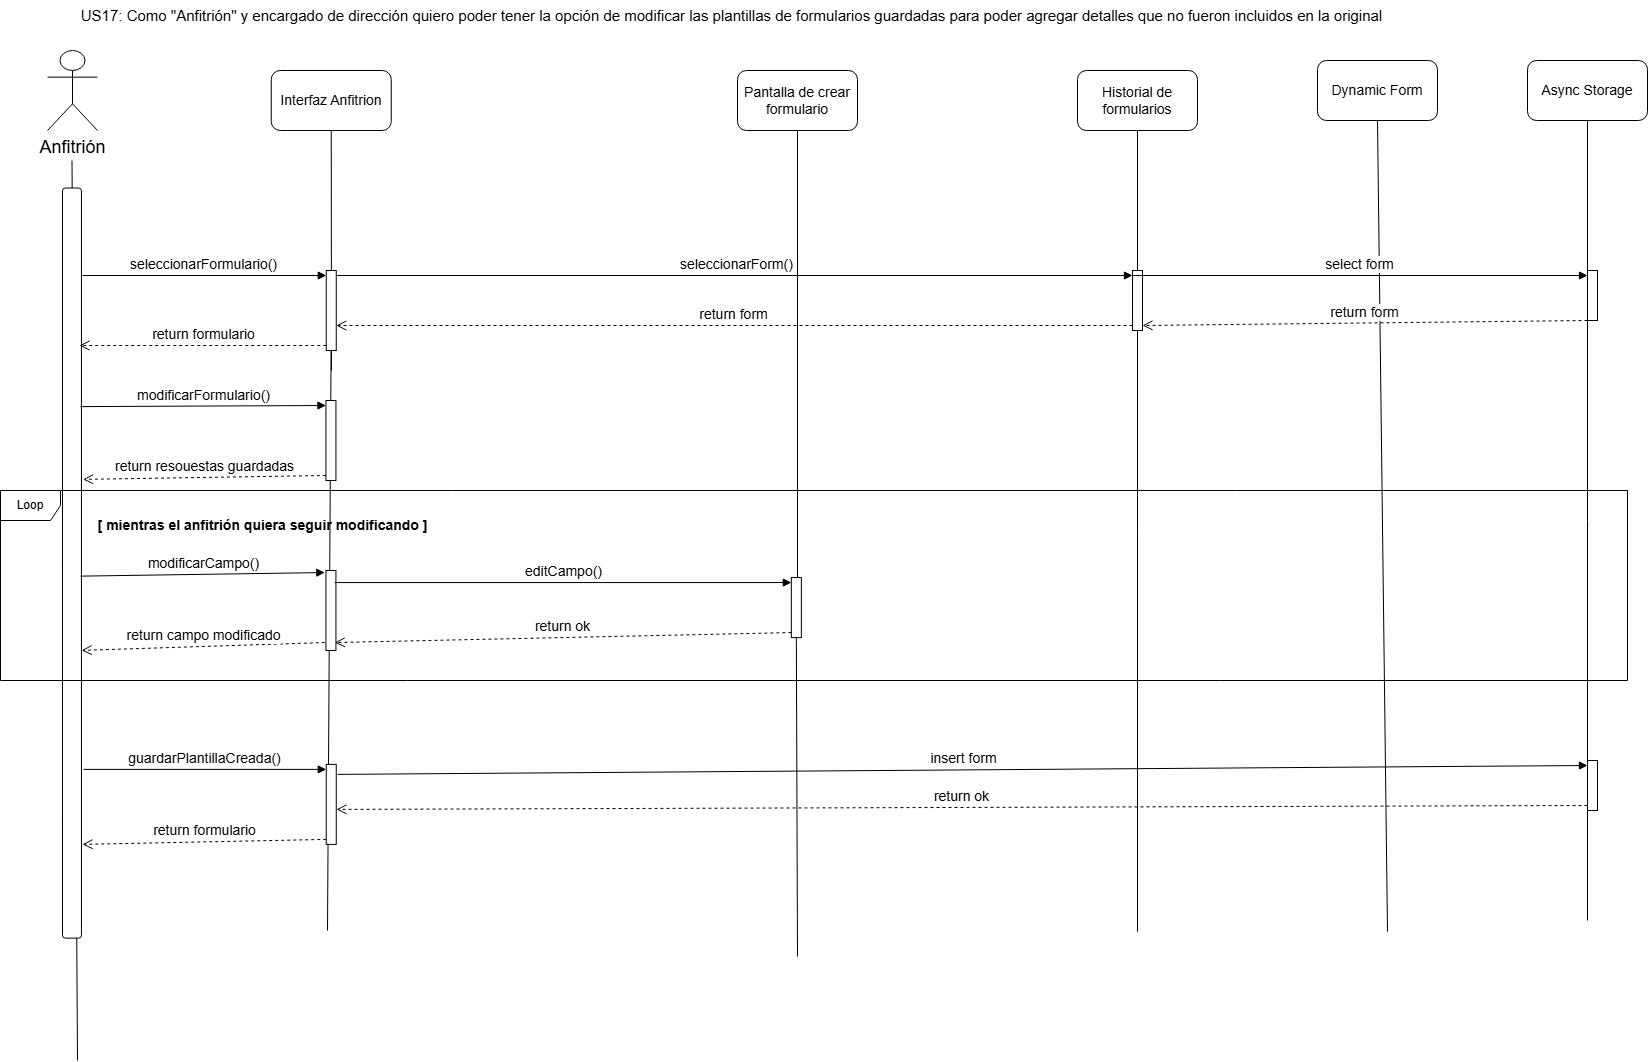 US17: Como "Anfitrión" y encargado de dirección quiero poder tener la opción de modificar las plantillas de formularios guardadas para poder agregar detalles que no fueron incluidos en la original
Anfitrión
Interfaz Anfitrion
Pantalla de crear
formulario
Historial de
formularios
Dynamic Form
Async Storage
seleccionarFormulario()
seleccionarForm()
select form
return form
return form
return formulario
modificarFormulario()
return resouestas guardadas
Loop
[ mientras el anfitrión quiera seguir modificando ]
modificarCampo()
editCampo()
return ok
return campo modificado
guardarPlantillaCreada()
insert form
return ok
return formulario